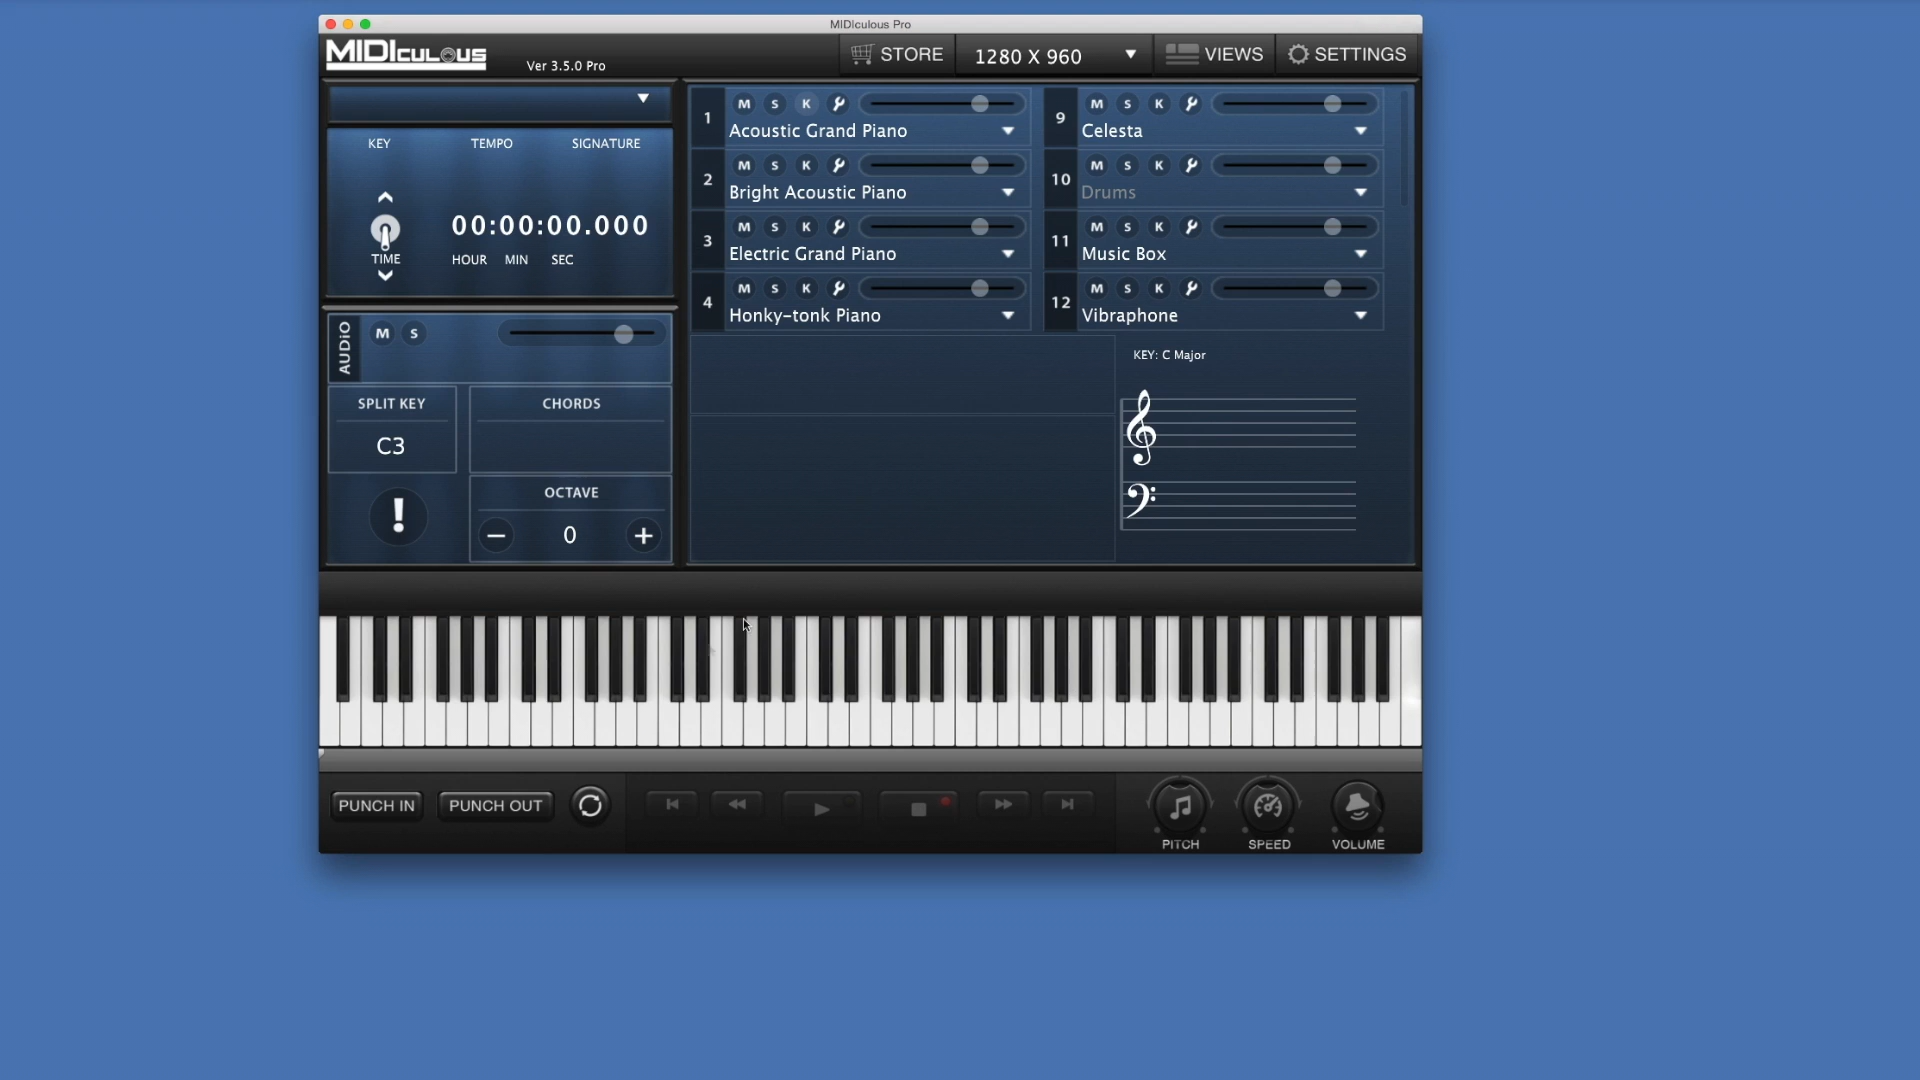 MIDIculous Pro
MIDIculous
Ver 3.5.0 Pro
STORE
1280 X 960
VIEWS
SETTINGS
KEY
TEMPO
SIGNATURE
TIME
00:00:00.000
HOUR MIN SEC
AUDiO
M S
SPLIT KEY
C3
CHORDS
!
OCTAVE
− 0 +
1
M S K
Acoustic Grand Piano
2
M S K
Bright Acoustic Piano
3
M S K
Electric Grand Piano
4
M S K
Honky-tonk Piano
9
M S K
Celesta
10
M S K
Drums
11
M S K
Music Box
12
M S K
Vibraphone
KEY: C Major
PUNCH IN
PUNCH OUT
PITCH
SPEED
VOLUME